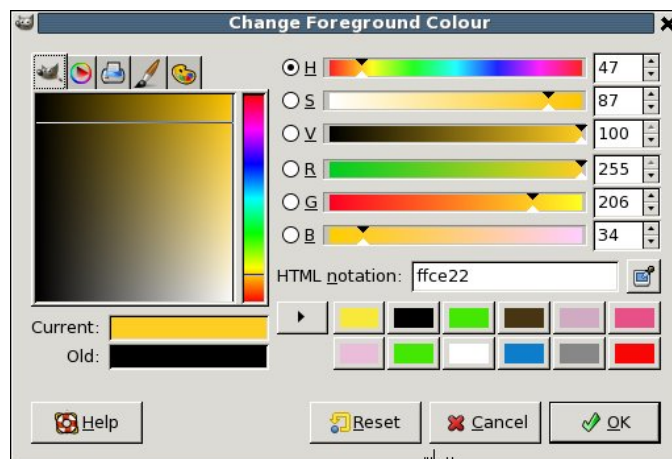 Change Foreground Colour
H 47
S 87
V 100
R 255
G 206
B 34
HTML notation: ffce22
Current:
Old:
Help Reset Cancel OK